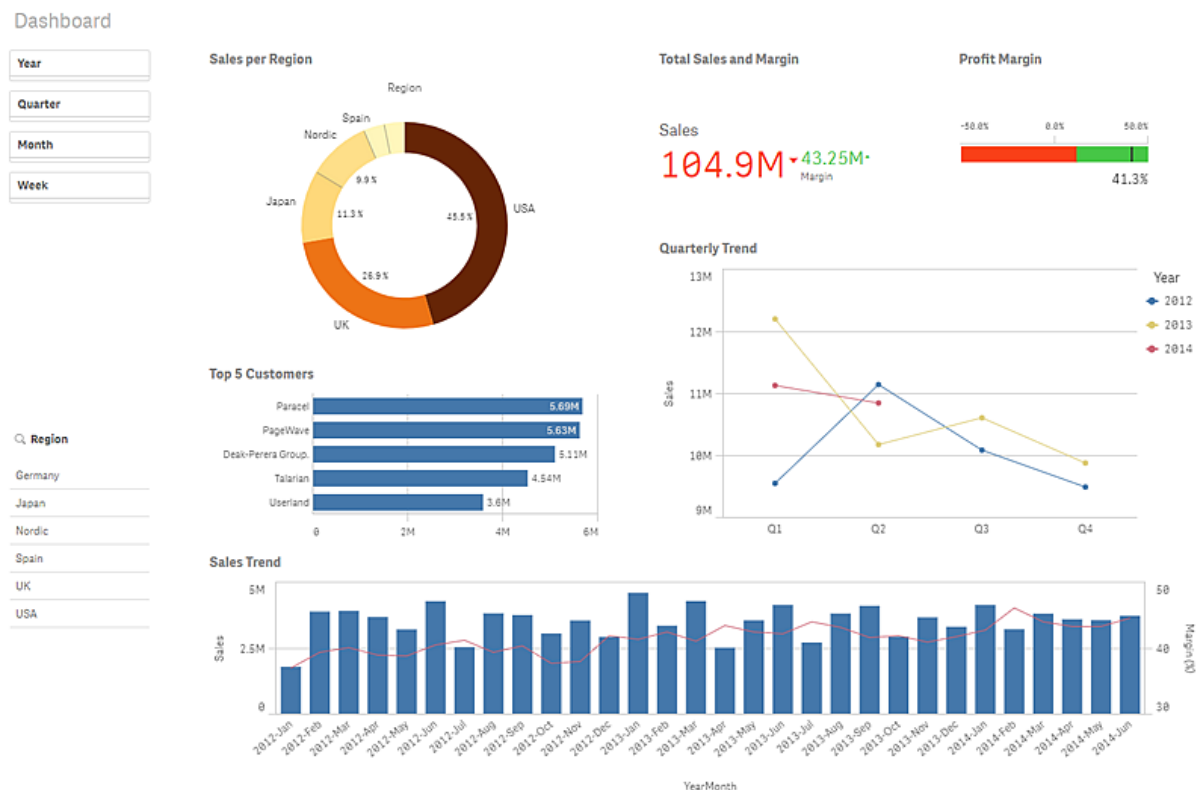 Dashboard
Year
Quarter
Month
Week
Region
Germany
Japan
Nordic
Spain
UK
USA
Sales per Region
Region
Spain
Nordic
Japan
UK
USA
9.9 %
11.3 %
26.9 %
45.5 %
Total Sales and Margin
Sales
104.9M
43.25M
Margin
Profit Margin
-50.0% 0.0% 50.0%
41.3%
Top 5 Customers
Paracel 5.69M
PageWave 5.63M
Deak-Perera Group. 5.11M
Talarian 4.54M
Userland 3.6M
0 2M 4M 6M
Quarterly Trend
13M
12M
11M
10M
9M
Sales
Q1 Q2 Q3 Q4
Year
2012
2013
2014
Sales Trend
5M
2.5M
0
Sales
50
40
30
Margin (%)
2012-Jan 2012-Feb 2012-Mar 2012-Apr 2012-May 2012-Jun 2012-Jul 2012-Aug 2012-Sep 2012-Oct 2012-Nov 2012-Dec 2013-Jan 2013-Feb 2013-Mar 2013-Apr 2013-May 2013-Jun 2013-Jul 2013-Aug 2013-Sep 2013-Oct 2013-Nov 2013-Dec 2014-Jan 2014-Feb 2014-Mar 2014-Apr 2014-May 2014-Jun
YearMonth